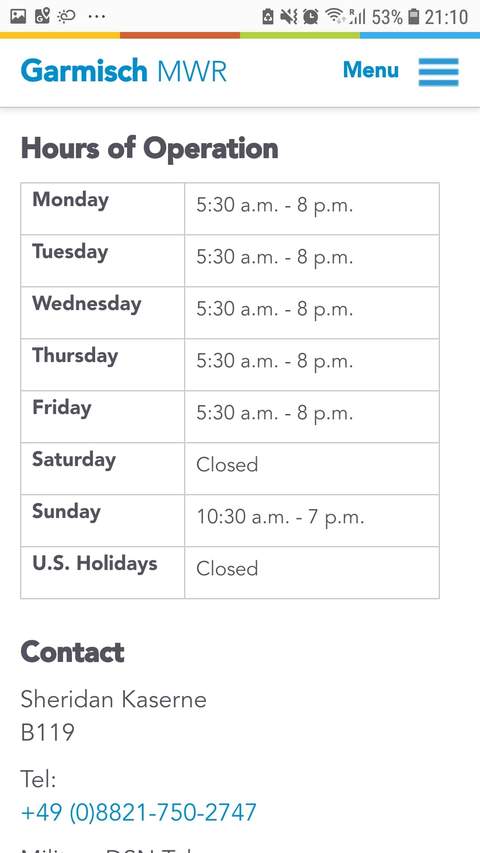 53% 21:10
Garmisch MWR Menu
Hours of Operation
Monday 5:30 a.m. - 8 p.m.
Tuesday 5:30 a.m. - 8 p.m.
Wednesday 5:30 a.m. - 8 p.m.
Thursday 5:30 a.m. - 8 p.m.
Friday 5:30 a.m. - 8 p.m.
Saturday Closed
Sunday 10:30 a.m. - 7 p.m.
U.S. Holidays Closed
Contact
Sheridan Kaserne
B119
Tel:
+49 (0)8821-750-2747